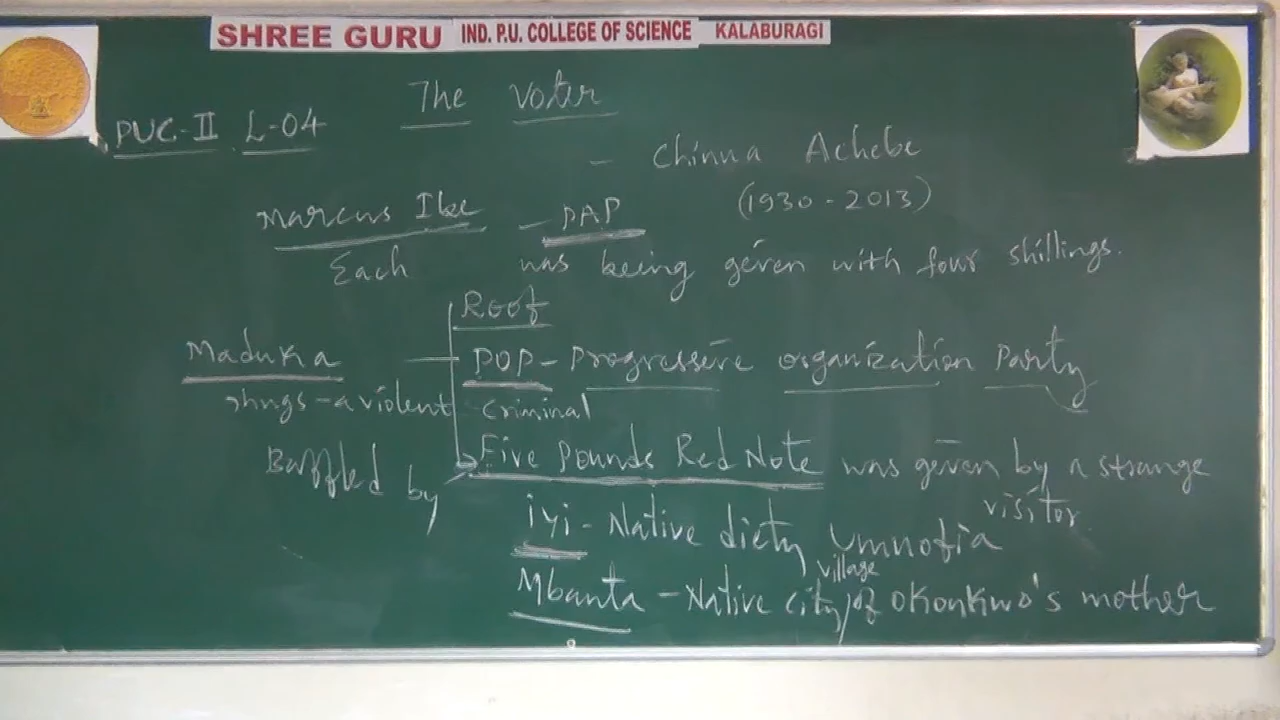 SHREE GURU IND. P.U. COLLEGE OF SCIENCE KALABURAGI
The Voter
PUC-II L-04
- Chinua Achebe
(1930-2013)
Marcus Ibe - PAP
Each was being given with four shillings.
Roof
Maduka - POP - Progressive organization Party
Thugs - a violent criminal
Baffled by Five Pounds Red Note was given by a strange visitor
iyi - Native diety Umnofia
Mbanta - Native city/village of Okonkwo's mother